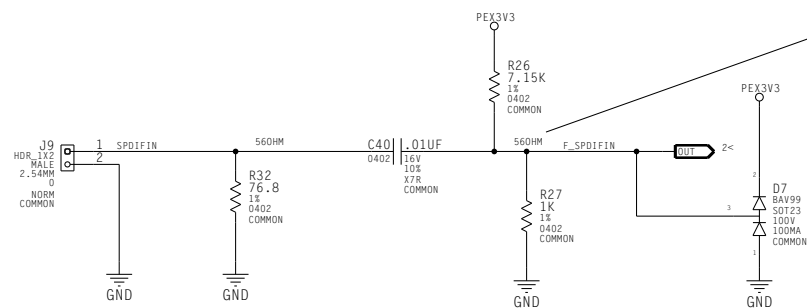 PEX3V3
R26
7.15K
1%
0402
COMMON
PEX3V3
J9
HDR_1X2
MALE
2.54MM
0
NORM
COMMON
1
2
SPDIFIN
56OHM
C40
0402
.01UF
16V
10%
X7R
COMMON
56OHM
F_SPDIFIN
OUT
2<
R32
76.8
1%
0402
COMMON
R27
1K
1%
0402
COMMON
2
3
1
D7
BAV99
SOT23
100V
100MA
COMMON
GND
GND
GND
GND